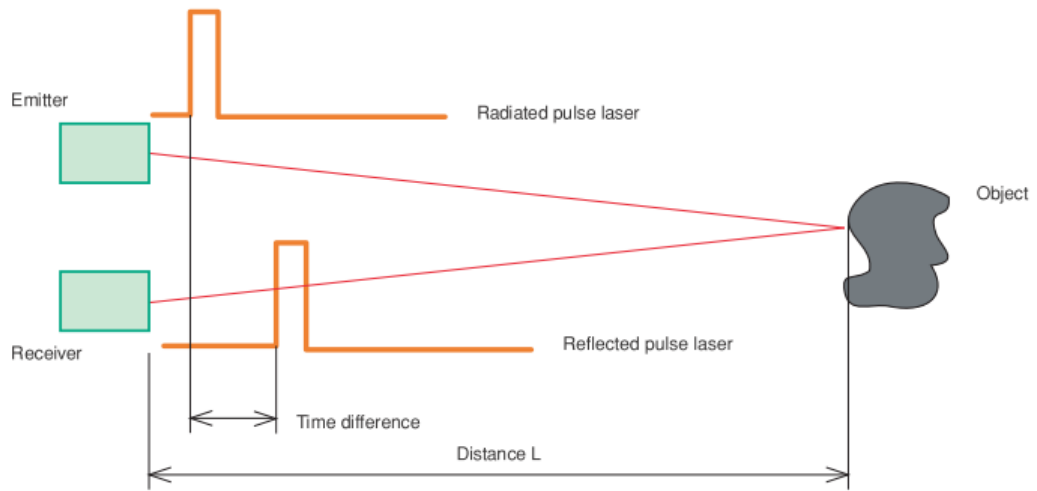 Emitter
Radiated pulse laser
Object
Receiver
Reflected pulse laser
Time difference
Distance L